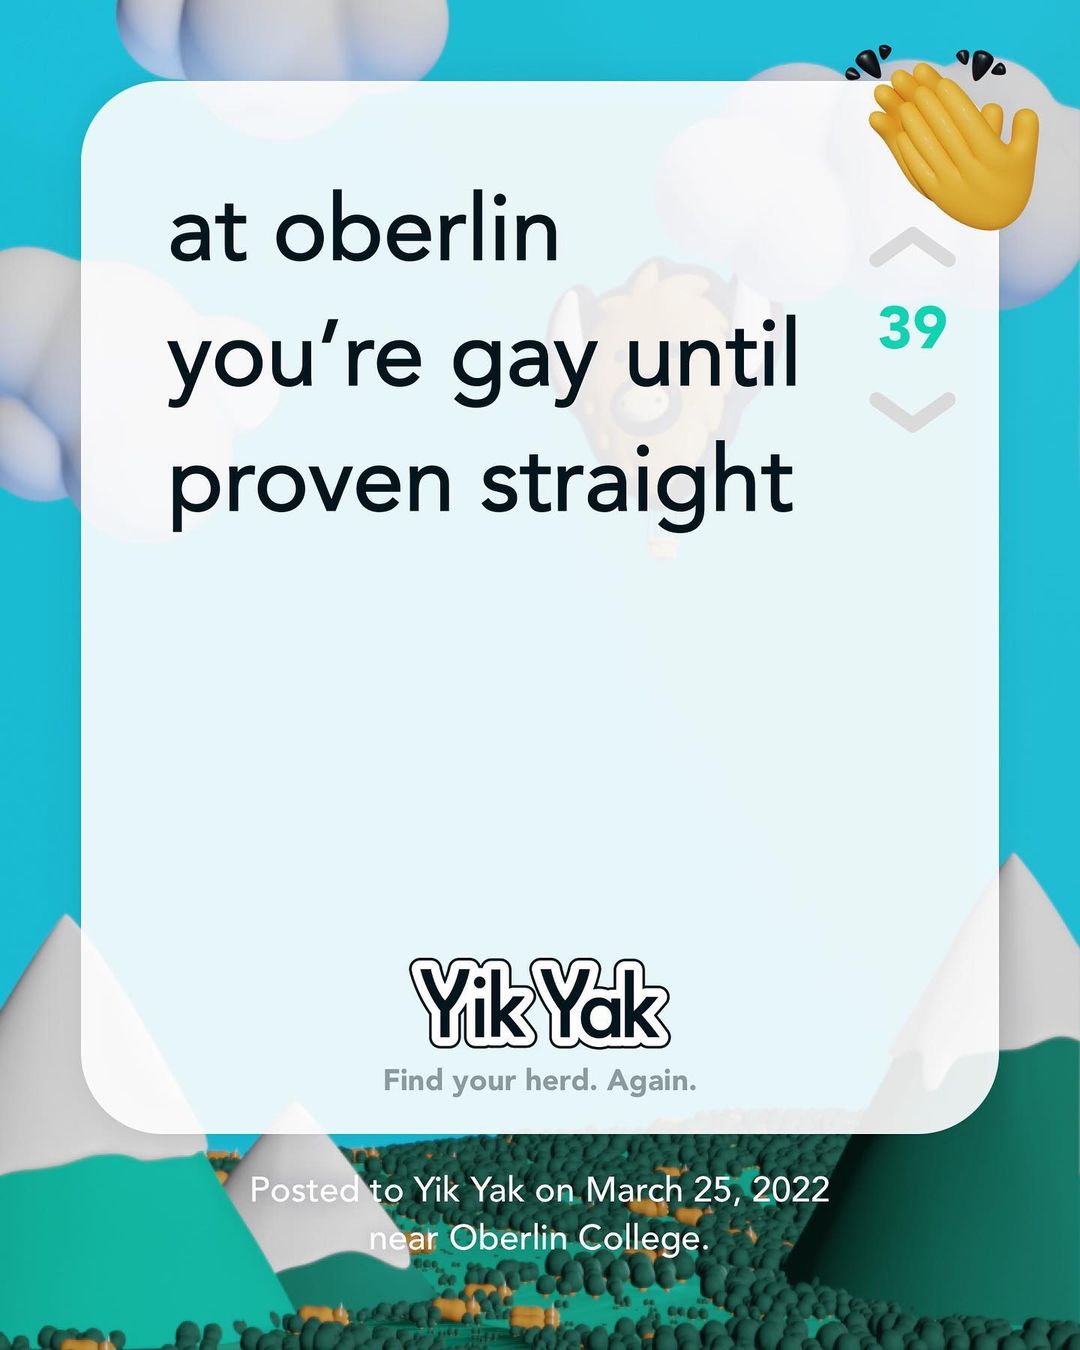 at oberlin
you’re gay until
proven straight
39
Yik Yak
Find your herd. Again.
Posted to Yik Yak on March 25, 2022
near Oberlin College.